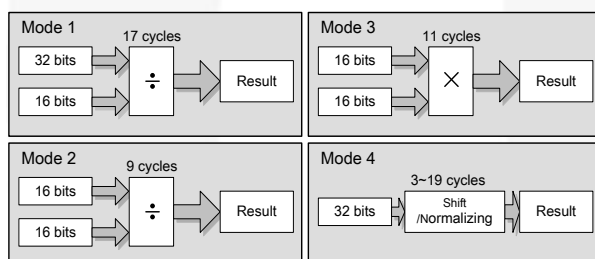 Mode 1
17 cycles
32 bits
16 bits
÷
Result
Mode 2
9 cycles
16 bits
16 bits
÷
Result
Mode 3
11 cycles
16 bits
16 bits
×
Result
Mode 4
3~19 cycles
32 bits
Shift
/Normalizing
Result